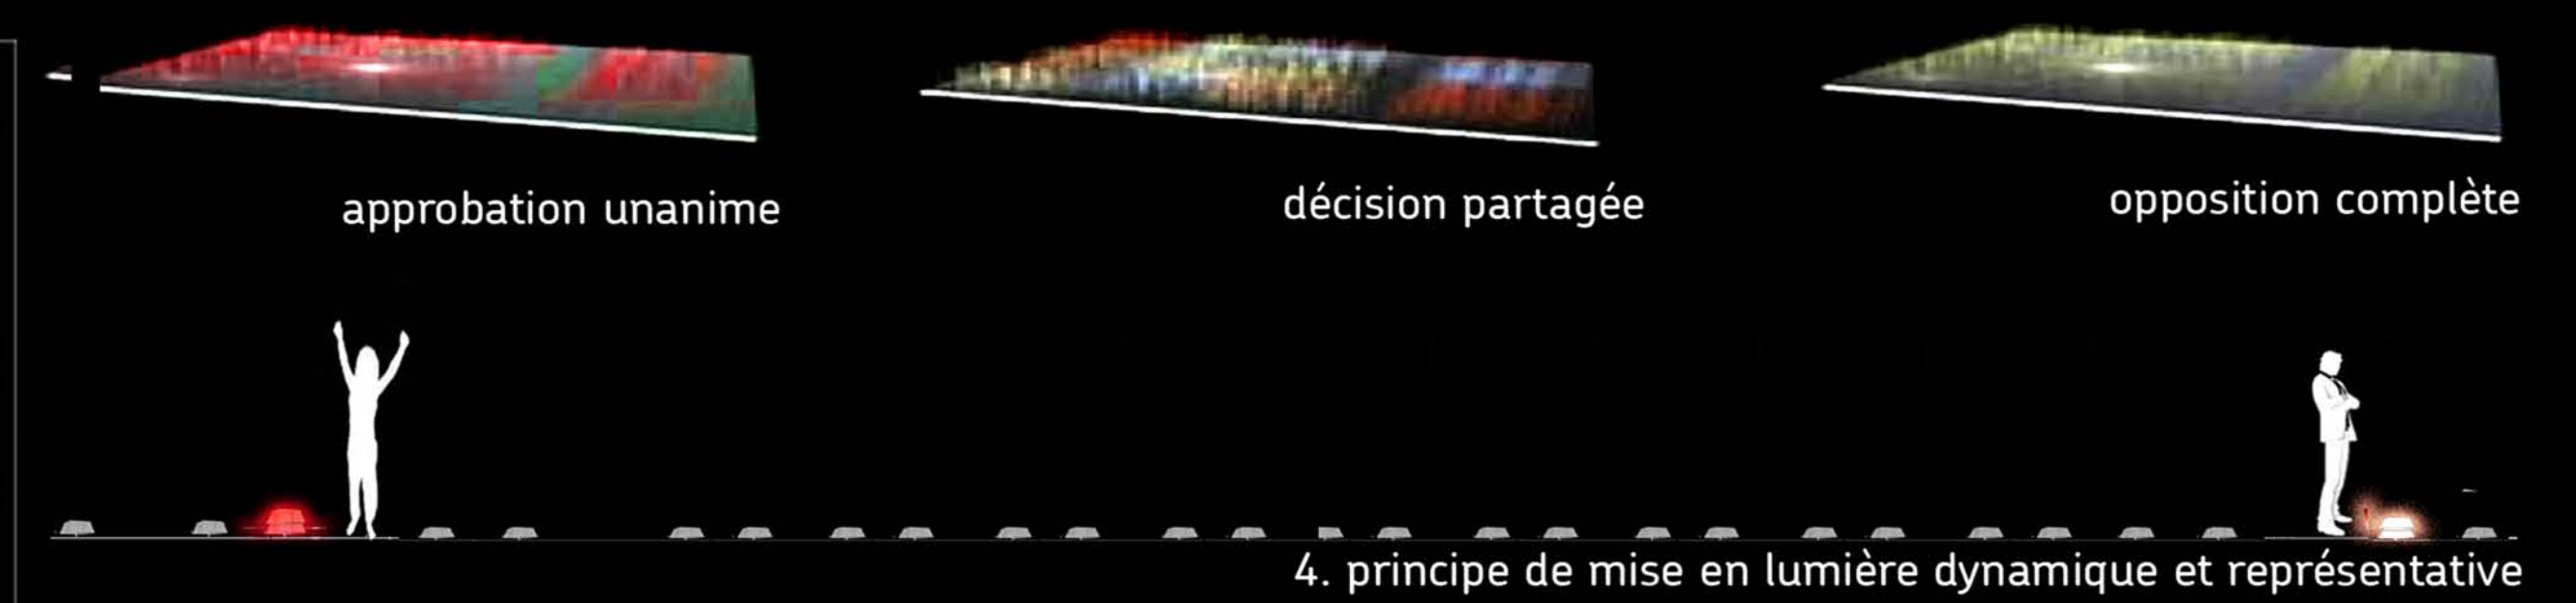 approbation unanime
décision partagée
opposition complète
4. principe de mise en lumière dynamique et représentative